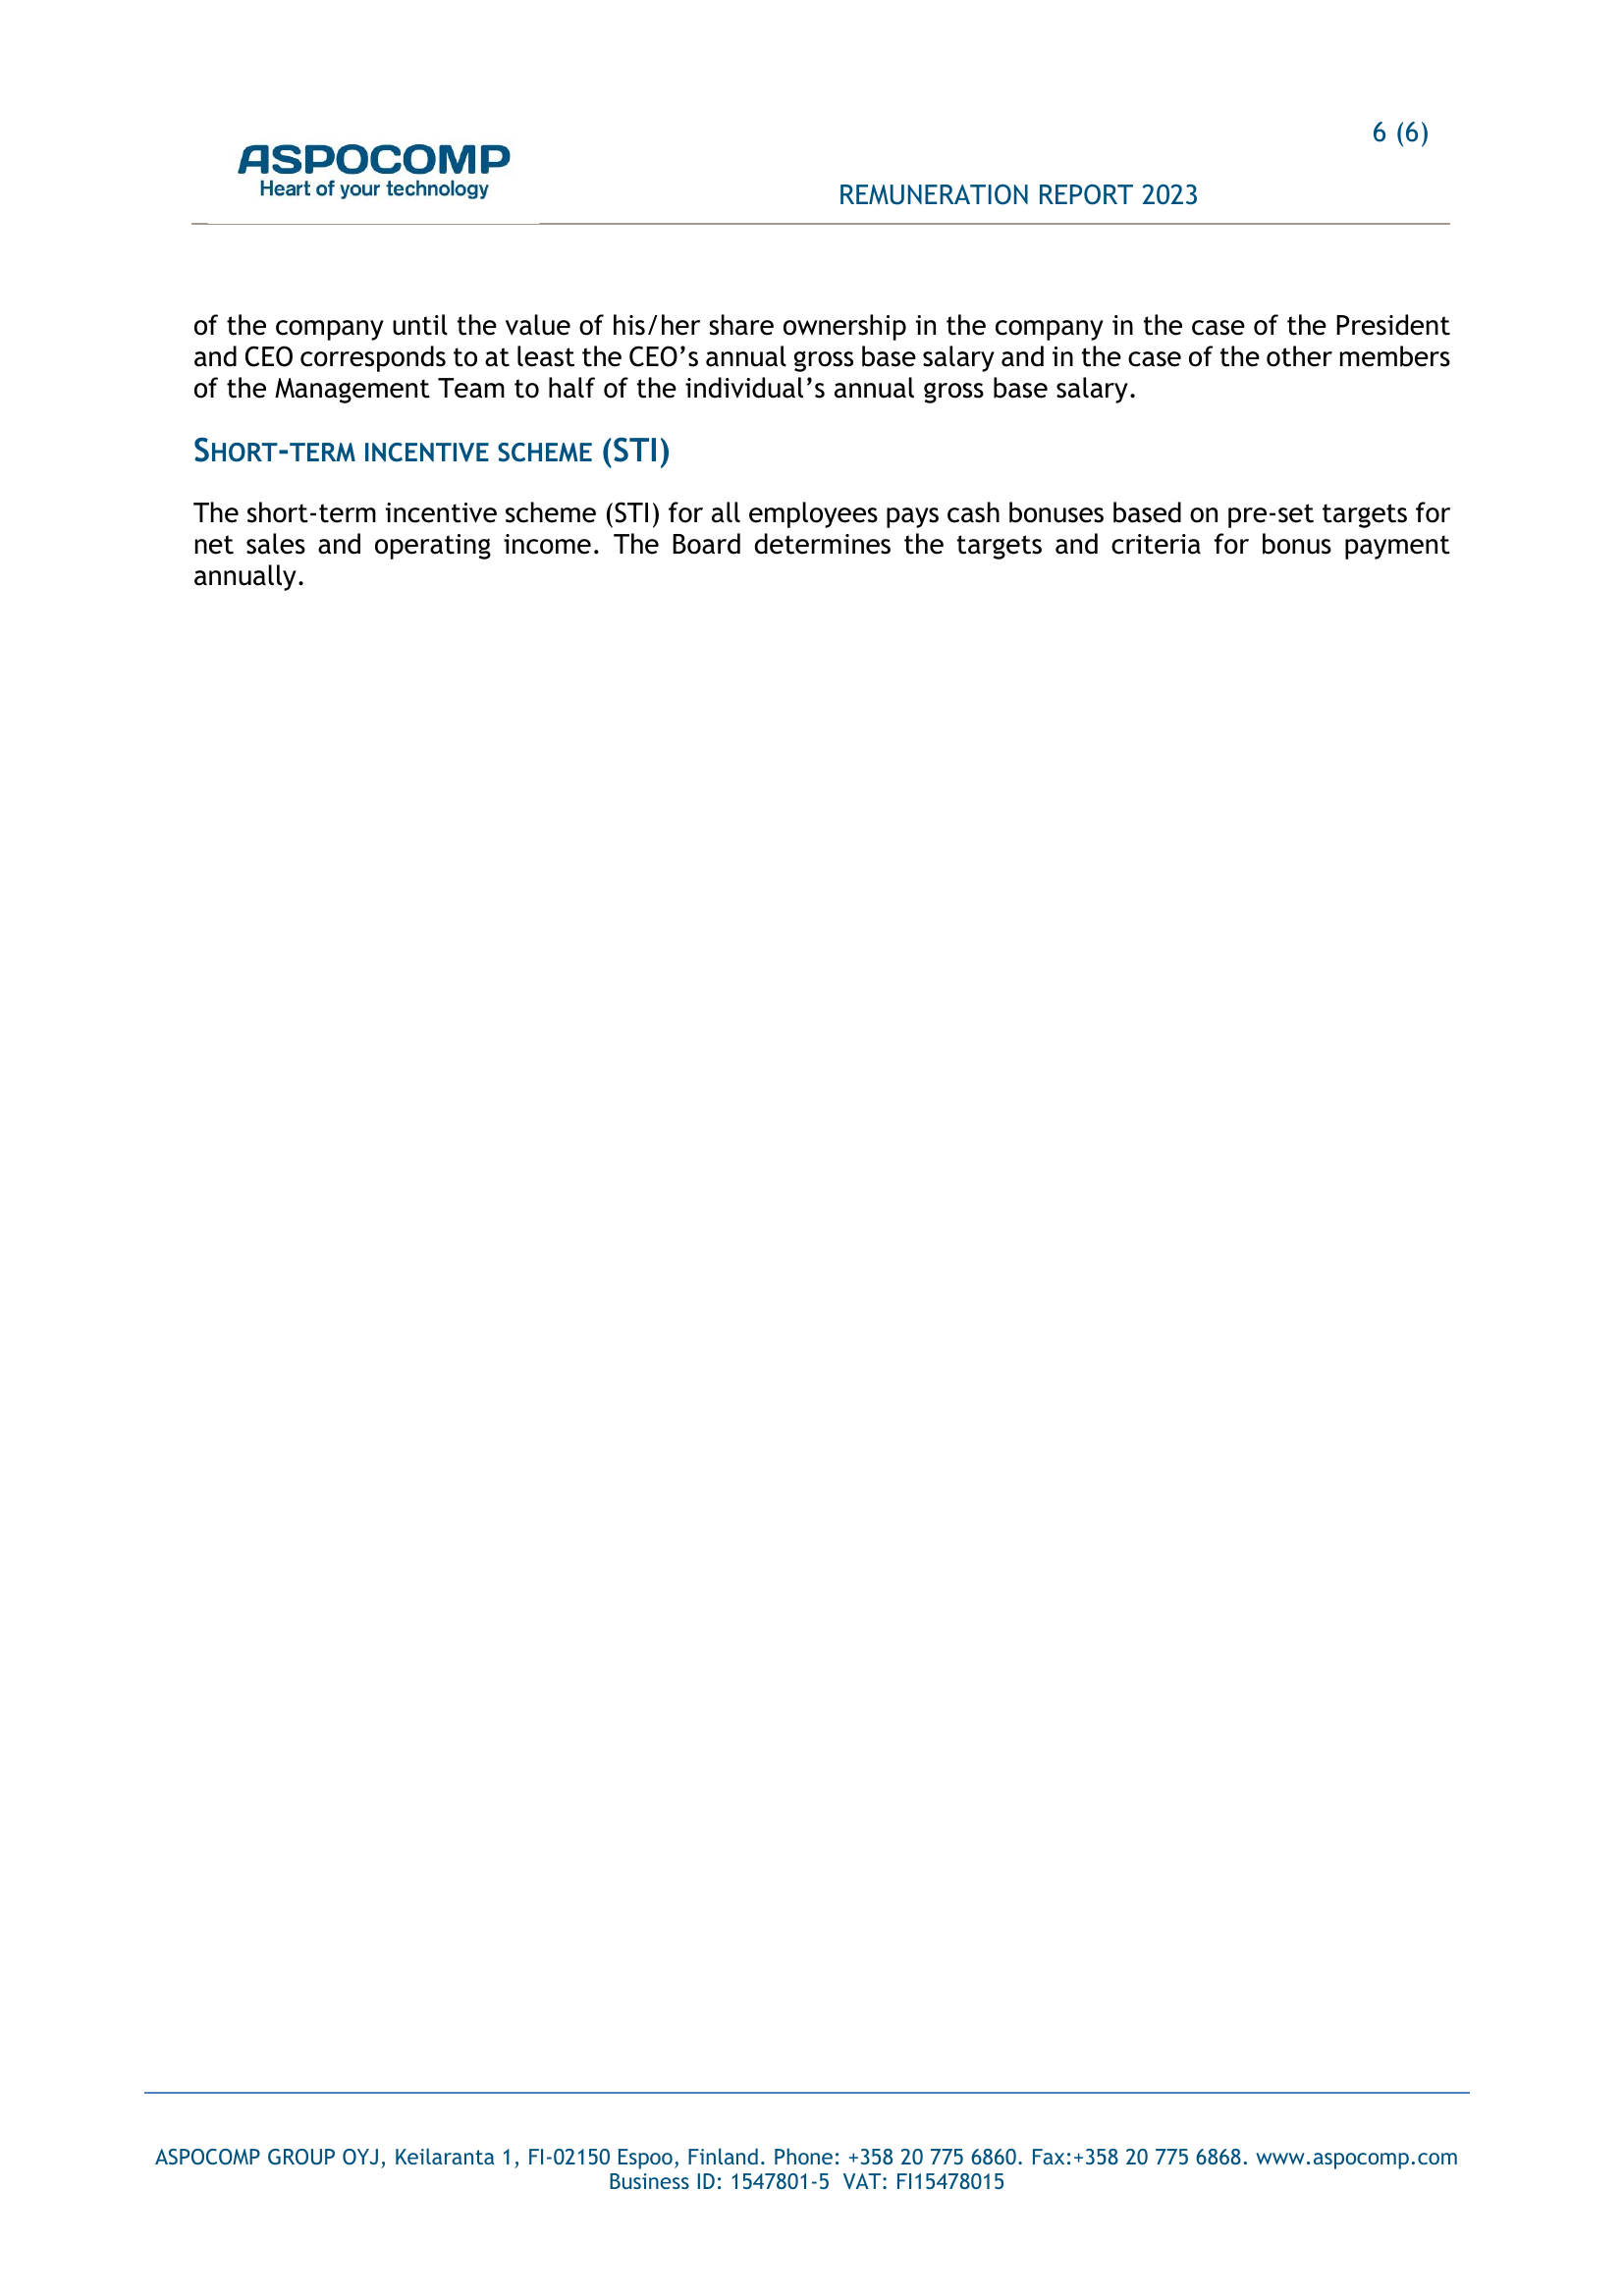 6 (6)
ASPOCOMP
Heart of your technology
REMUNERATION REPORT 2023
of the company until the value of his/her share ownership in the company in the case of the President
and CEO corresponds to at least the CEO’s annual gross base salary and in the case of the other members
of the Management Team to half of the individual’s annual gross base salary.
SHORT-TERM INCENTIVE SCHEME (STI)
The short-term incentive scheme (STI) for all employees pays cash bonuses based on pre-set targets for
net sales and operating income. The Board determines the targets and criteria for bonus payment
annually.
ASPOCOMP GROUP OYJ, Keilaranta 1, FI-02150 Espoo, Finland. Phone: +358 20 775 6860. Fax:+358 20 775 6868. www.aspocomp.com
Business ID: 1547801-5 VAT: FI15478015